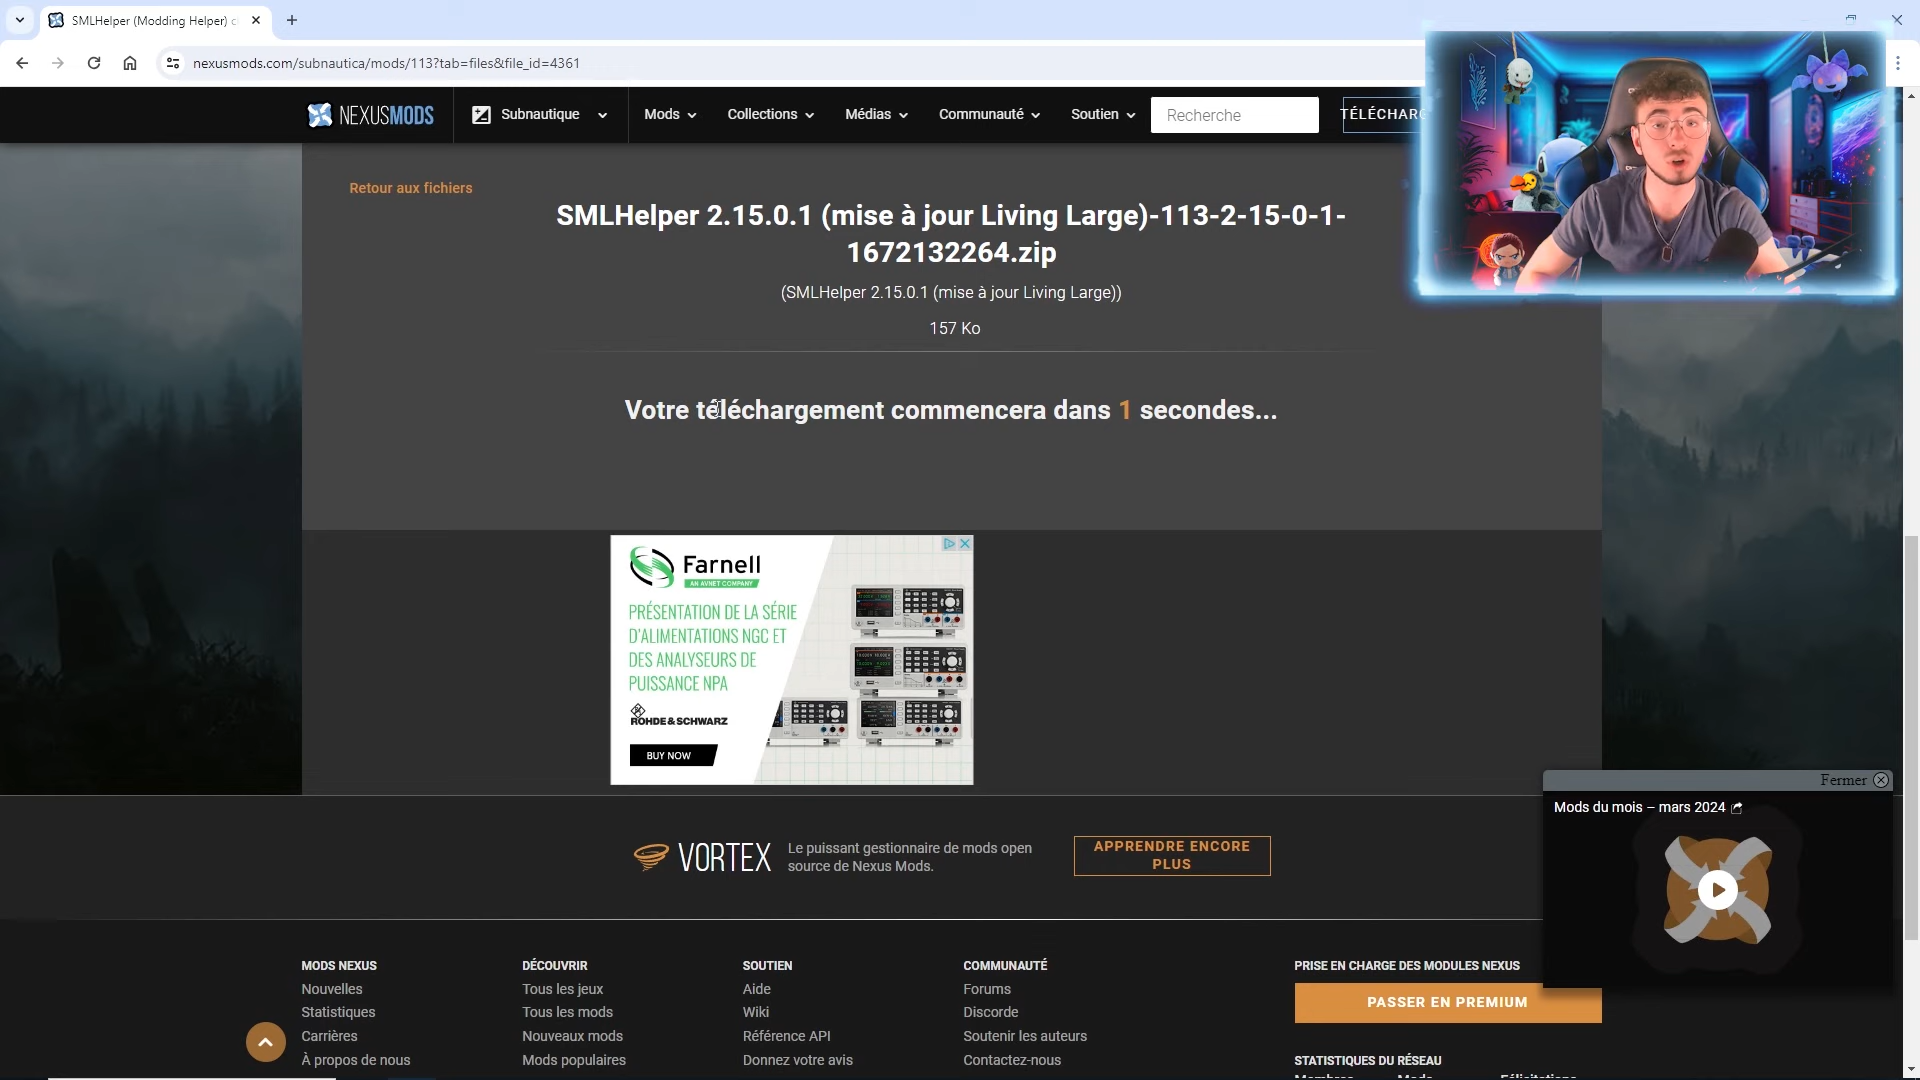 SMLHelper (Modding Helper)
nexusmods.com/subnautica/mods/113?tab=files&file_id=4361
NEXUSMODS
Subnautique
Mods
Collections
Médias
Communauté
Soutien
Recherche
Retour aux fichiers
SMLHelper 2.15.0.1 (mise à jour Living Large)-113-2-15-0-1-
1672132264.zip
(SMLHelper 2.15.0.1 (mise à jour Living Large))
157 Ko
Votre téléchargement commencera dans 1 secondes...
Farnell
AN AVNET COMPANY
PRÉSENTATION DE LA SÉRIE
D'ALIMENTATIONS NGC ET
DES ANALYSEURS DE
PUISSANCE NPA
ROHDE & SCHWARZ
BUY NOW
Fermer
Mods du mois – mars 2024
VORTEX
Le puissant gestionnaire de mods open
source de Nexus Mods.
APPRENDRE ENCORE
PLUS
MODS NEXUS
Nouvelles
Statistiques
Carrières
À propos de nous
DÉCOUVRIR
Tous les jeux
Tous les mods
Nouveaux mods
Mods populaires
SOUTIEN
Aide
Wiki
Référence API
Donnez votre avis
COMMUNAUTÉ
Forums
Discorde
Soutenir les auteurs
Contactez-nous
PRISE EN CHARGE DES MODULES NEXUS
PASSER EN PREMIUM
STATISTIQUES DU RÉSEAU